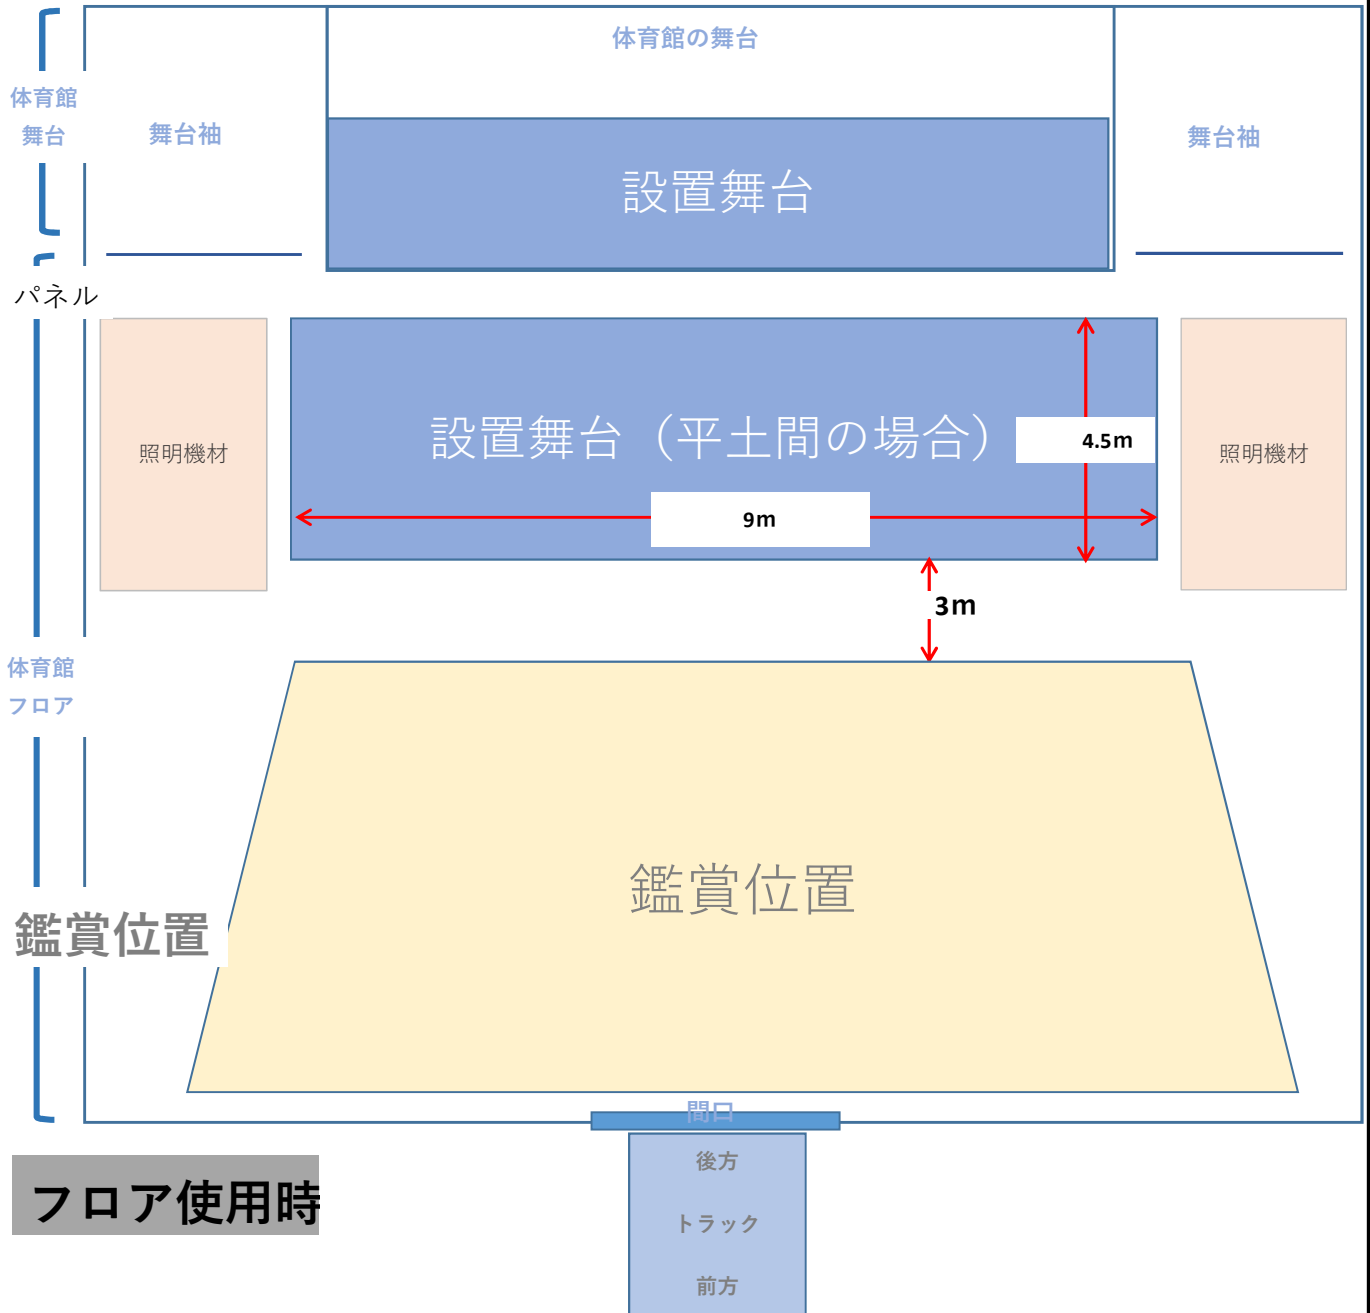 体育館の舞台
体育館
舞台
舞台袖
舞台袖
設置舞台
パネル
照明機材
設置舞台（平土間の場合）
4.5m
照明機材
9m
3m
体育館
フロア
鑑賞位置
鑑賞位置
間口
後方
トラック
前方
フロア使用時